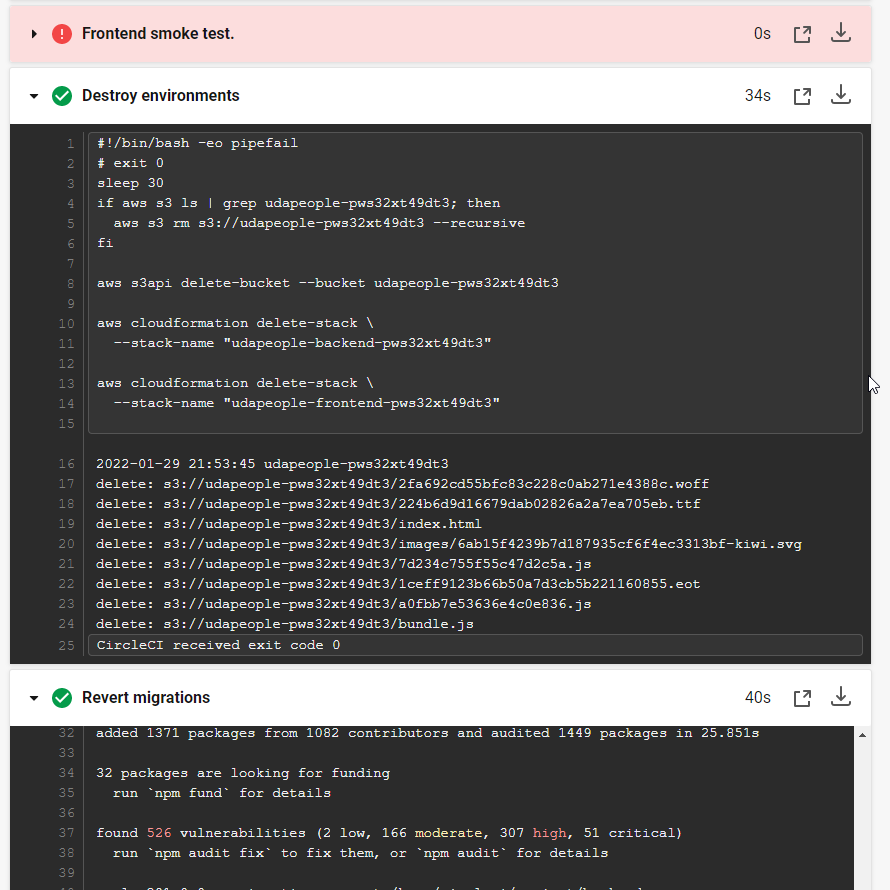 Frontend smoke test.
0s
Destroy environments
34s
1 #!/bin/bash -eo pipefail
2 # exit 0
3 sleep 30
4 if aws s3 ls | grep udapeople-pws32xt49dt3; then
5   aws s3 rm s3://udapeople-pws32xt49dt3 --recursive
6 fi
7
8 aws s3api delete-bucket --bucket udapeople-pws32xt49dt3
9
10 aws cloudformation delete-stack \
11   --stack-name "udapeople-backend-pws32xt49dt3"
12
13 aws cloudformation delete-stack \
14   --stack-name "udapeople-frontend-pws32xt49dt3"
15
16 2022-01-29 21:53:45 udapeople-pws32xt49dt3
17 delete: s3://udapeople-pws32xt49dt3/2fa692cd55bfc83c228c0ab271e4388c.woff
18 delete: s3://udapeople-pws32xt49dt3/224b6d9d16679dab02826a2a7ea705eb.ttf
19 delete: s3://udapeople-pws32xt49dt3/index.html
20 delete: s3://udapeople-pws32xt49dt3/images/6ab15f4239b7d187935cf6f4ec3313bf-kiwi.svg
21 delete: s3://udapeople-pws32xt49dt3/7d234c755f55c47d2c5a.js
22 delete: s3://udapeople-pws32xt49dt3/1ceff9123b66b50a7d3cb5b221160855.eot
23 delete: s3://udapeople-pws32xt49dt3/a0fbb7e53636e4c0e836.js
24 delete: s3://udapeople-pws32xt49dt3/bundle.js
25 CircleCI received exit code 0
Revert migrations
40s
32 added 1371 packages from 1082 contributors and audited 1449 packages in 25.851s
33
34 32 packages are looking for funding
35   run `npm fund` for details
36
37 found 526 vulnerabilities (2 low, 166 moderate, 307 high, 51 critical)
38   run `npm audit fix` to fix them, or `npm audit` for details
39